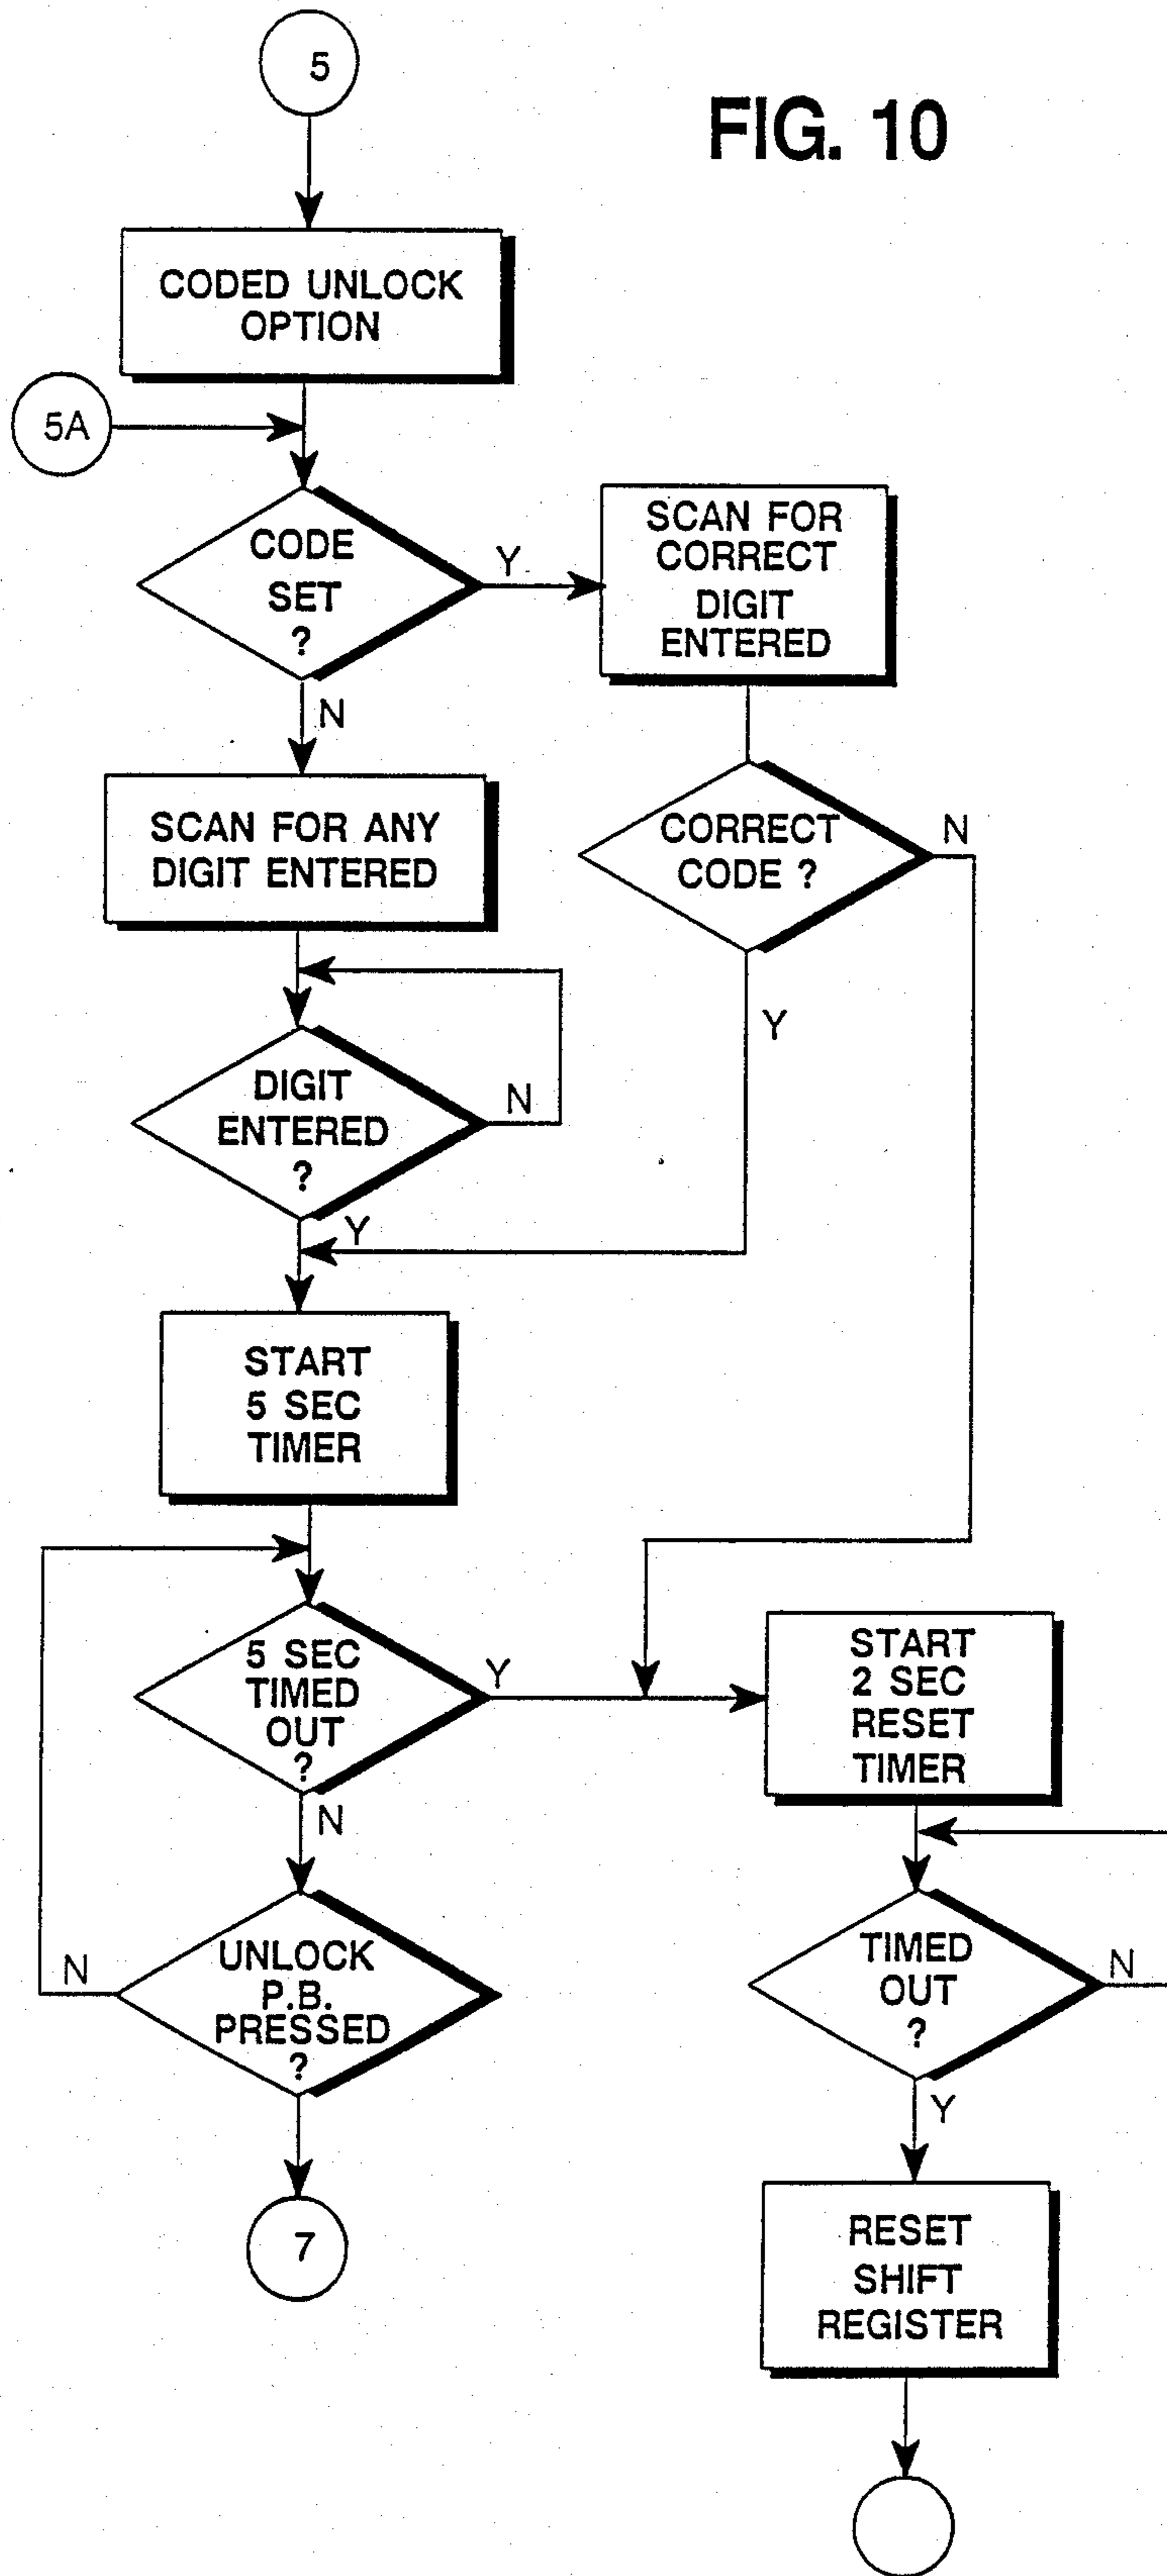 5
FIG. 10
CODED UNLOCK
OPTION
5A
CODE
SET
?
Y
SCAN FOR
CORRECT
DIGIT
ENTERED
N
SCAN FOR ANY
DIGIT ENTERED
CORRECT
CODE ?
N
Y
DIGIT
ENTERED
?
N
Y
START
5 SEC
TIMER
5 SEC
TIMED
OUT
?
Y
N
START
2 SEC
RESET
TIMER
UNLOCK
P.B.
PRESSED
?
N
TIMED
OUT
?
N
Y
7
RESET
SHIFT
REGISTER